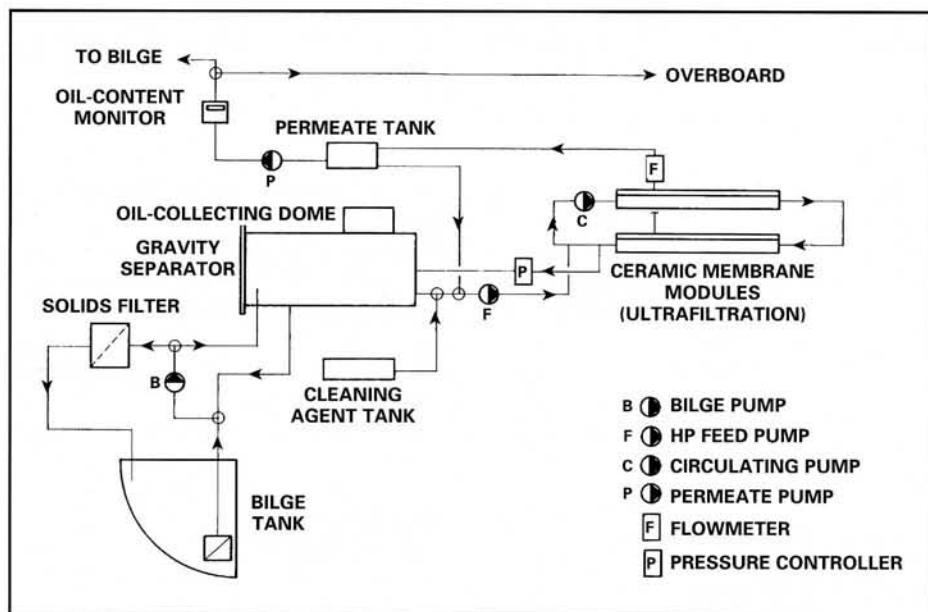 TO BILGE
OVERBOARD
OIL-CONTENT
MONITOR
PERMEATE TANK
P
F
C
OIL-COLLECTING DOME
GRAVITY
SEPARATOR
P
F
CERAMIC MEMBRANE
MODULES
(ULTRAFILTRATION)
SOLIDS FILTER
B
CLEANING
AGENT TANK
BILGE
TANK
B BILGE PUMP
F HP FEED PUMP
C CIRCULATING PUMP
P PERMEATE PUMP
F FLOWMETER
P PRESSURE CONTROLLER